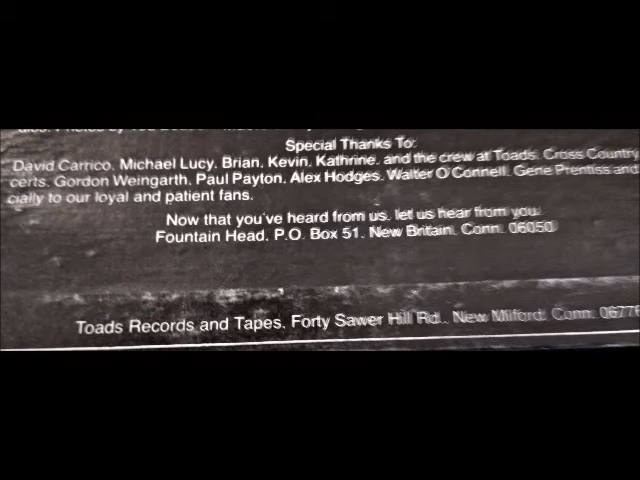 Special Thanks To:
David Carrico, Michael Lucy, Brian, Kevin, Kathrine, and the crew at Toads, Cross Country
certs, Gordon Weingarth, Paul Payton, Alex Hodges, Walter O'Connell, Gene Prentiss and
cially to our loyal and patient fans.
Now that you've heard from us, let us hear from you.
Fountain Head, P.O. Box 51, New Britain, Conn. 06050
Toads Records and Tapes, Forty Sawer Hill Rd., New Milford, Conn. 06776